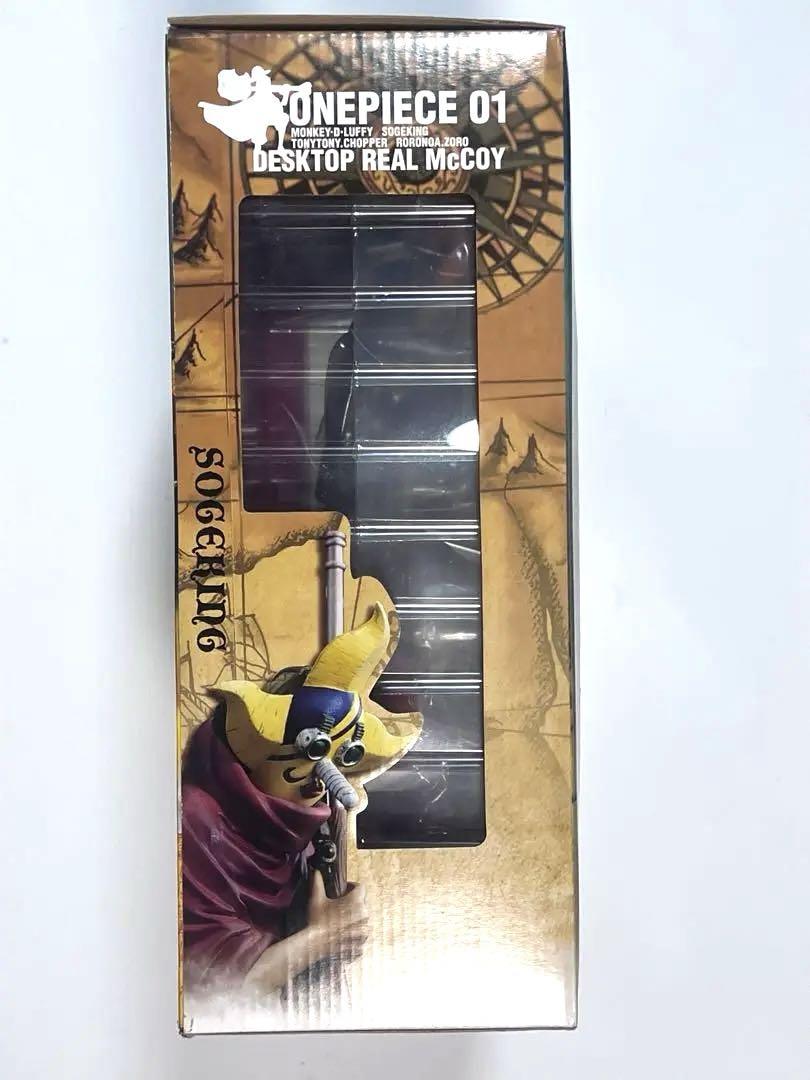 ONEPIECE 01
MONKEY·D·LUFFY SOGEKING
TONYTONY.CHOPPER RORONOA.ZORO
DESKTOP REAL McCOY
SOGEKING